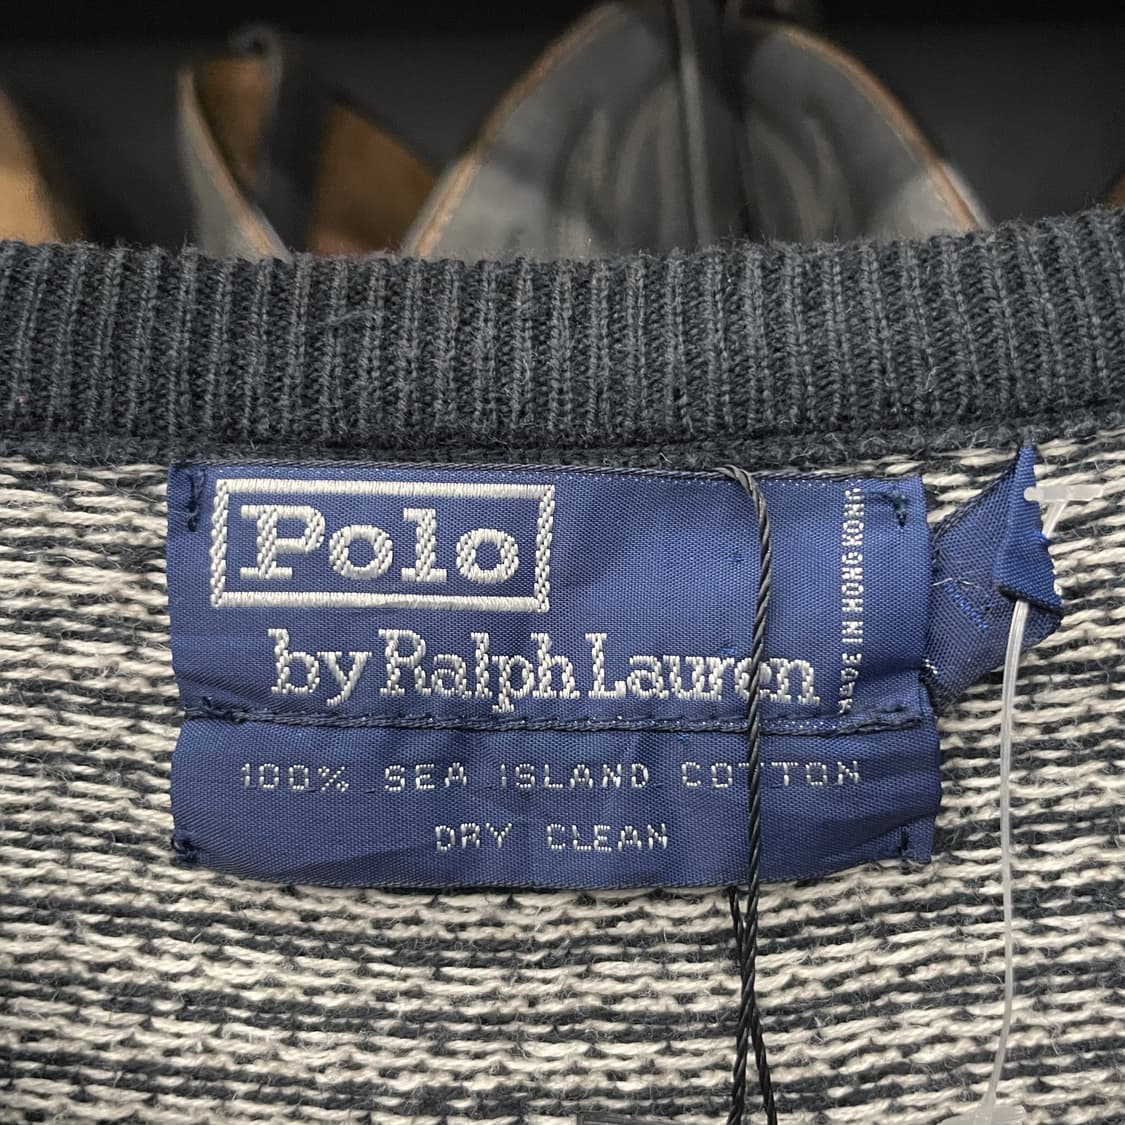 Polo
by Ralph Lauren
MADE IN HONG KONG
100% SEA ISLAND COTTON
DRY CLEAN